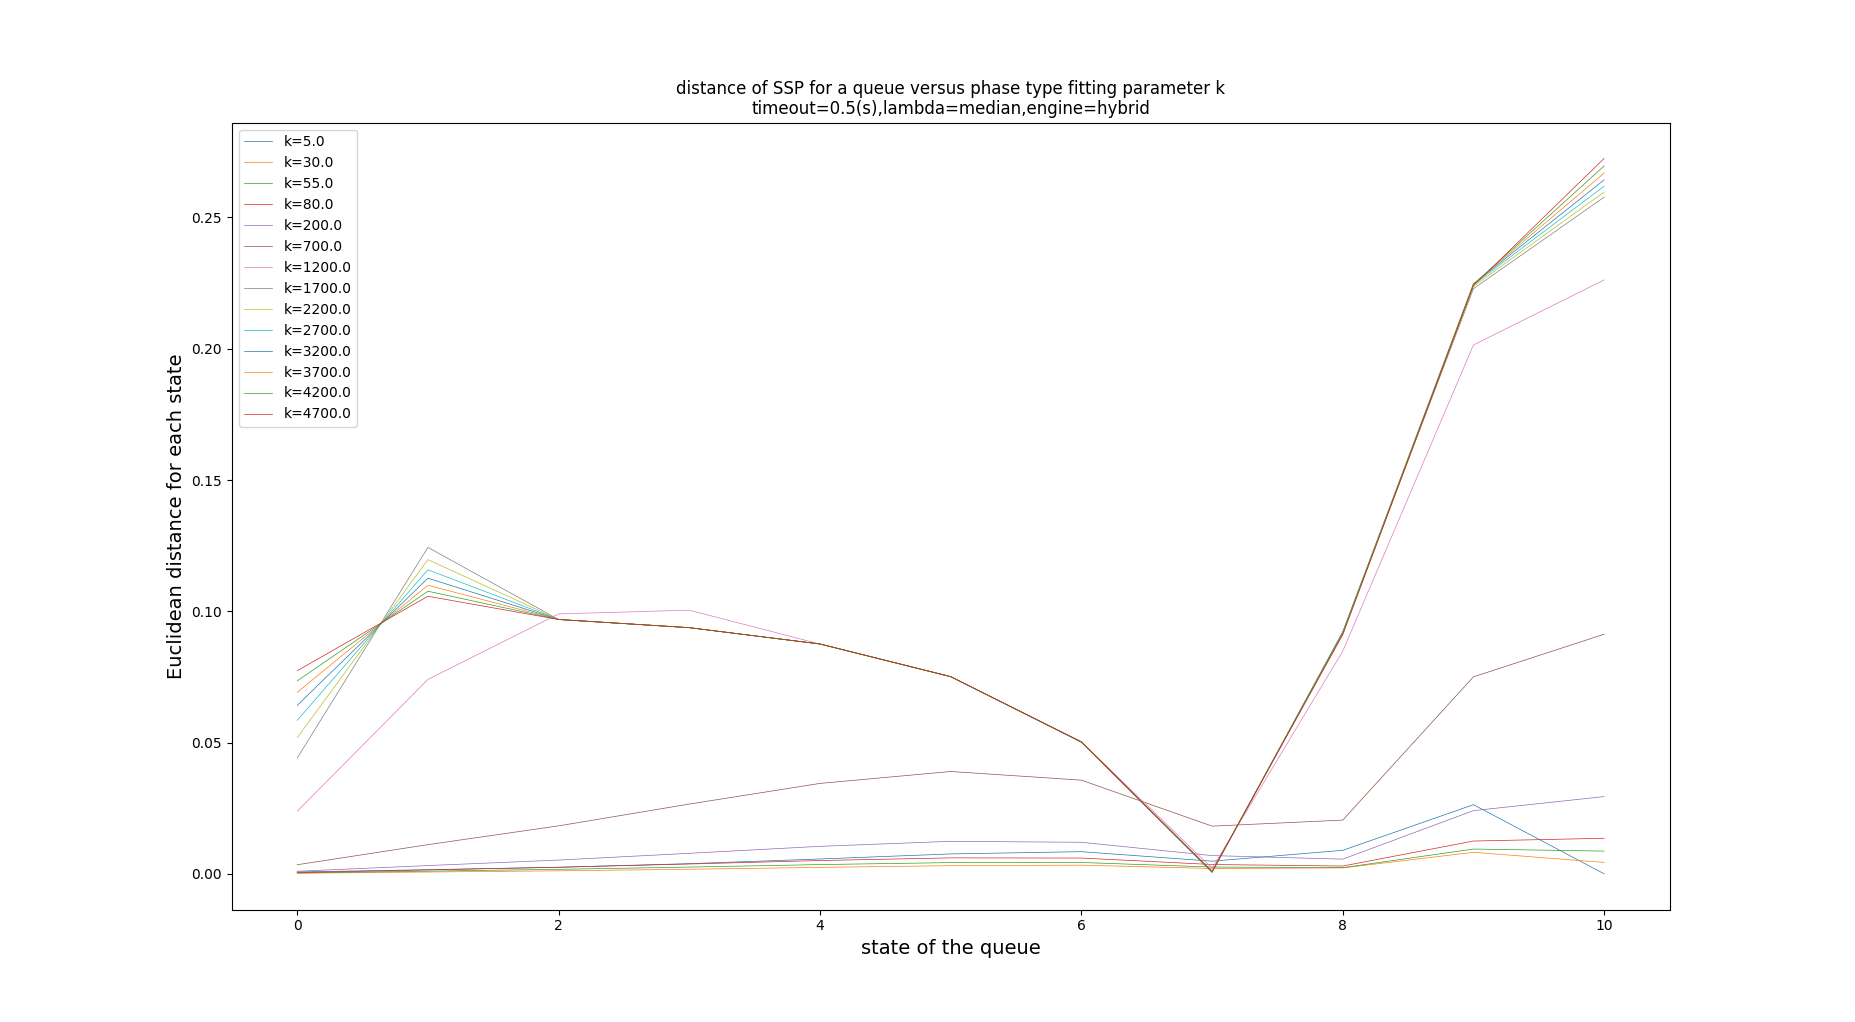 distance of SSP for a queue versus phase type fitting parameter k
timeout=0.5(s),lambda=median,engine=hybrid
k=5.0
k=30.0
k=55.0
k=80.0
k=200.0
k=700.0
k=1200.0
k=1700.0
k=2200.0
k=2700.0
k=3200.0
k=3700.0
k=4200.0
k=4700.0
Euclidean distance for each state
0.25
0.20
0.15
0.10
0.05
0.00
0 2 4 6 8 10
state of the queue